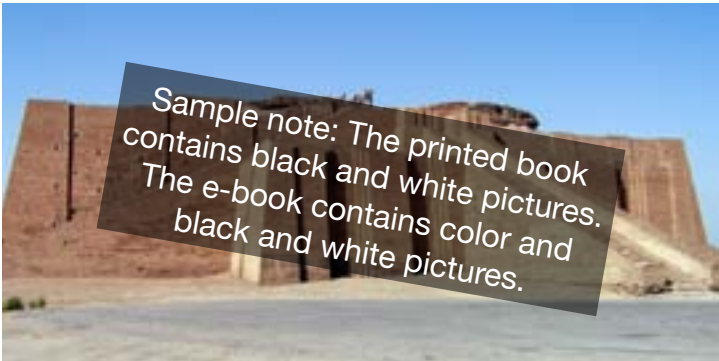 Sample note: The printed book
contains black and white pictures.
The e-book contains color and
black and white pictures.